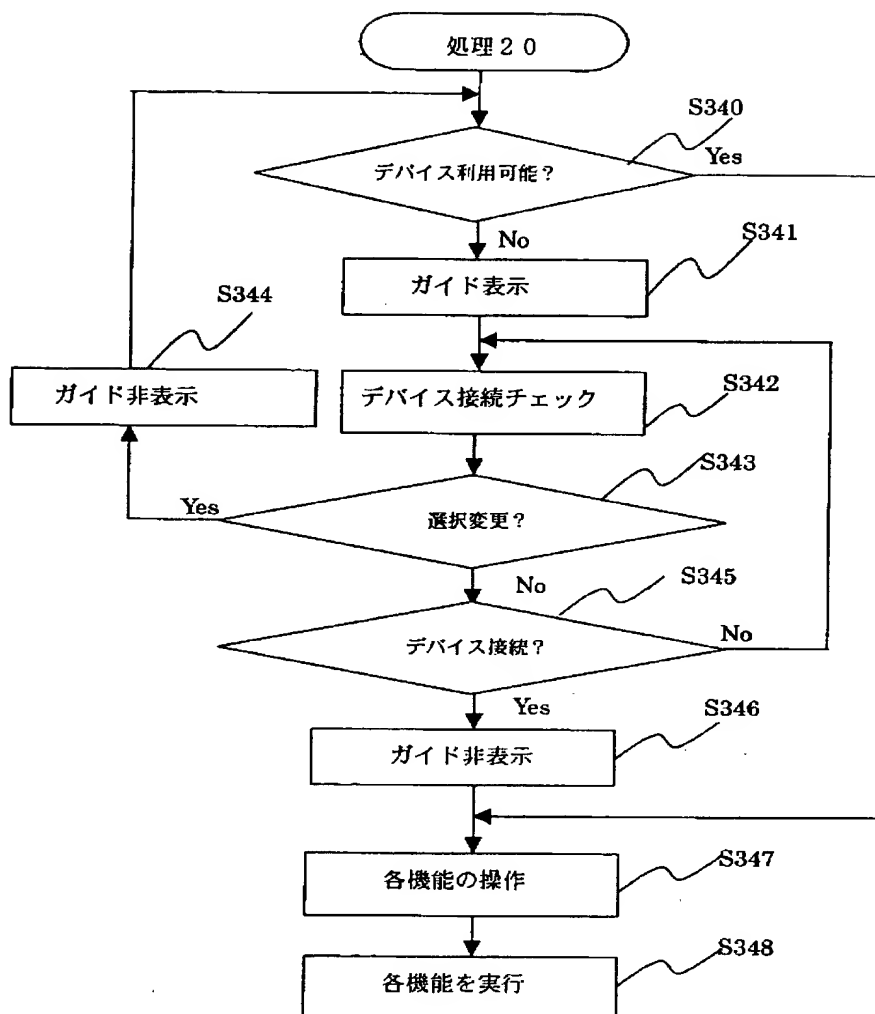 処理20
S340
デバイス利用可能?
Yes
No
S341
ガイド表示
S344
ガイド非表示
デバイス接続チェック
S342
S343
Yes
選択変更?
No
S345
デバイス接続?
No
Yes
S346
ガイド非表示
S347
各機能の操作
S348
各機能を実行